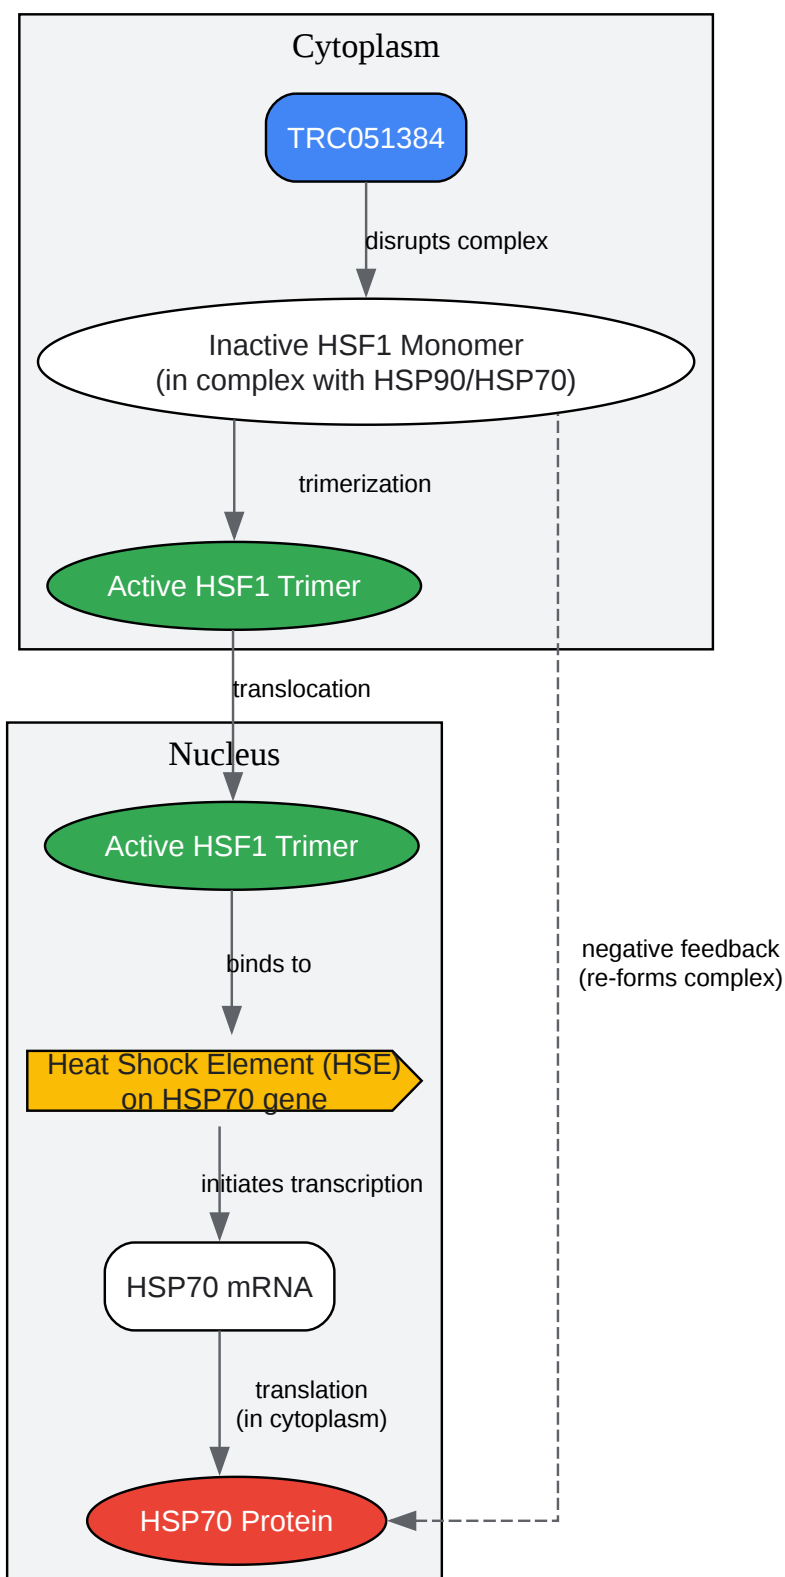 Cytoplasm
TRC051384
disrupts complex
Inactive HSF1 Monomer
(in complex with HSP90/HSP70)
trimerization
Active HSF1 Trimer
translocation
Nucleus
Active HSF1 Trimer
binds to
negative feedback
(re-forms complex)
Heat Shock Element (HSE)
on HSP70 gene
initiates transcription
HSP70 mRNA
translation
(in cytoplasm)
HSP70 Protein